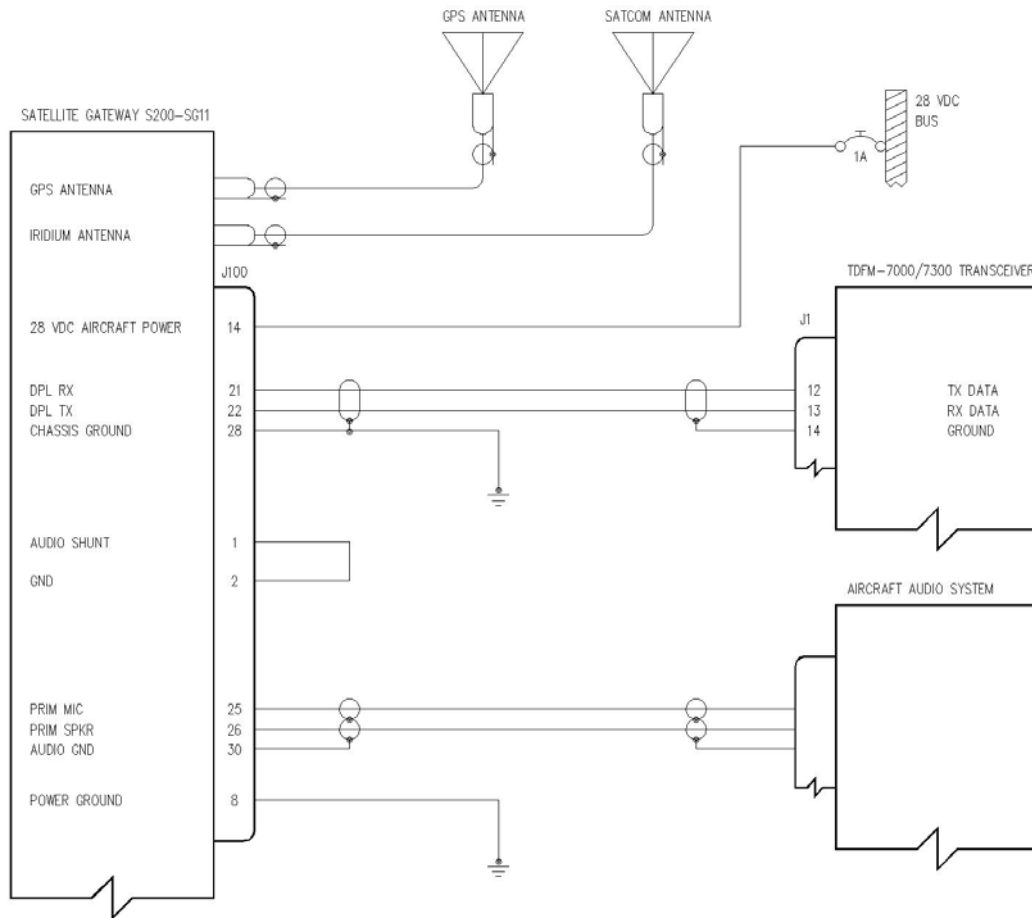 GPS ANTENNA
SATCOM ANTENNA
SATELLITE GATEWAY S200-SG11
28 VDC
BUS
1A
GPS ANTENNA
IRIDIUM ANTENNA
J100
TDFM-7000/7300 TRANSCEIVER
J1
28 VDC AIRCRAFT POWER 14
DPL RX 21 12 TX DATA
DPL TX 22 13 RX DATA
CHASSIS GROUND 28 14 GROUND
AUDIO SHUNT 1
GND 2
AIRCRAFT AUDIO SYSTEM
PRIM MIC 25
PRIM SPKR 26
AUDIO GND 30
POWER GROUND 8